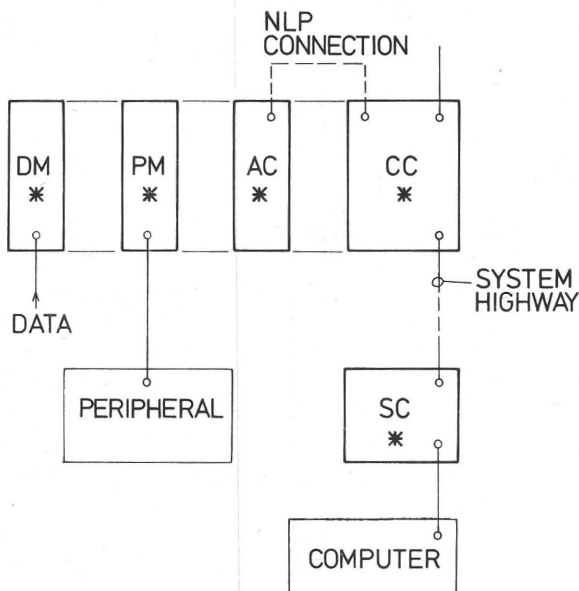 NLP
CONNECTION
DM
*
PM
*
AC
*
CC
*
SYSTEM
HIGHWAY
DATA
PERIPHERAL
SC
*
COMPUTER